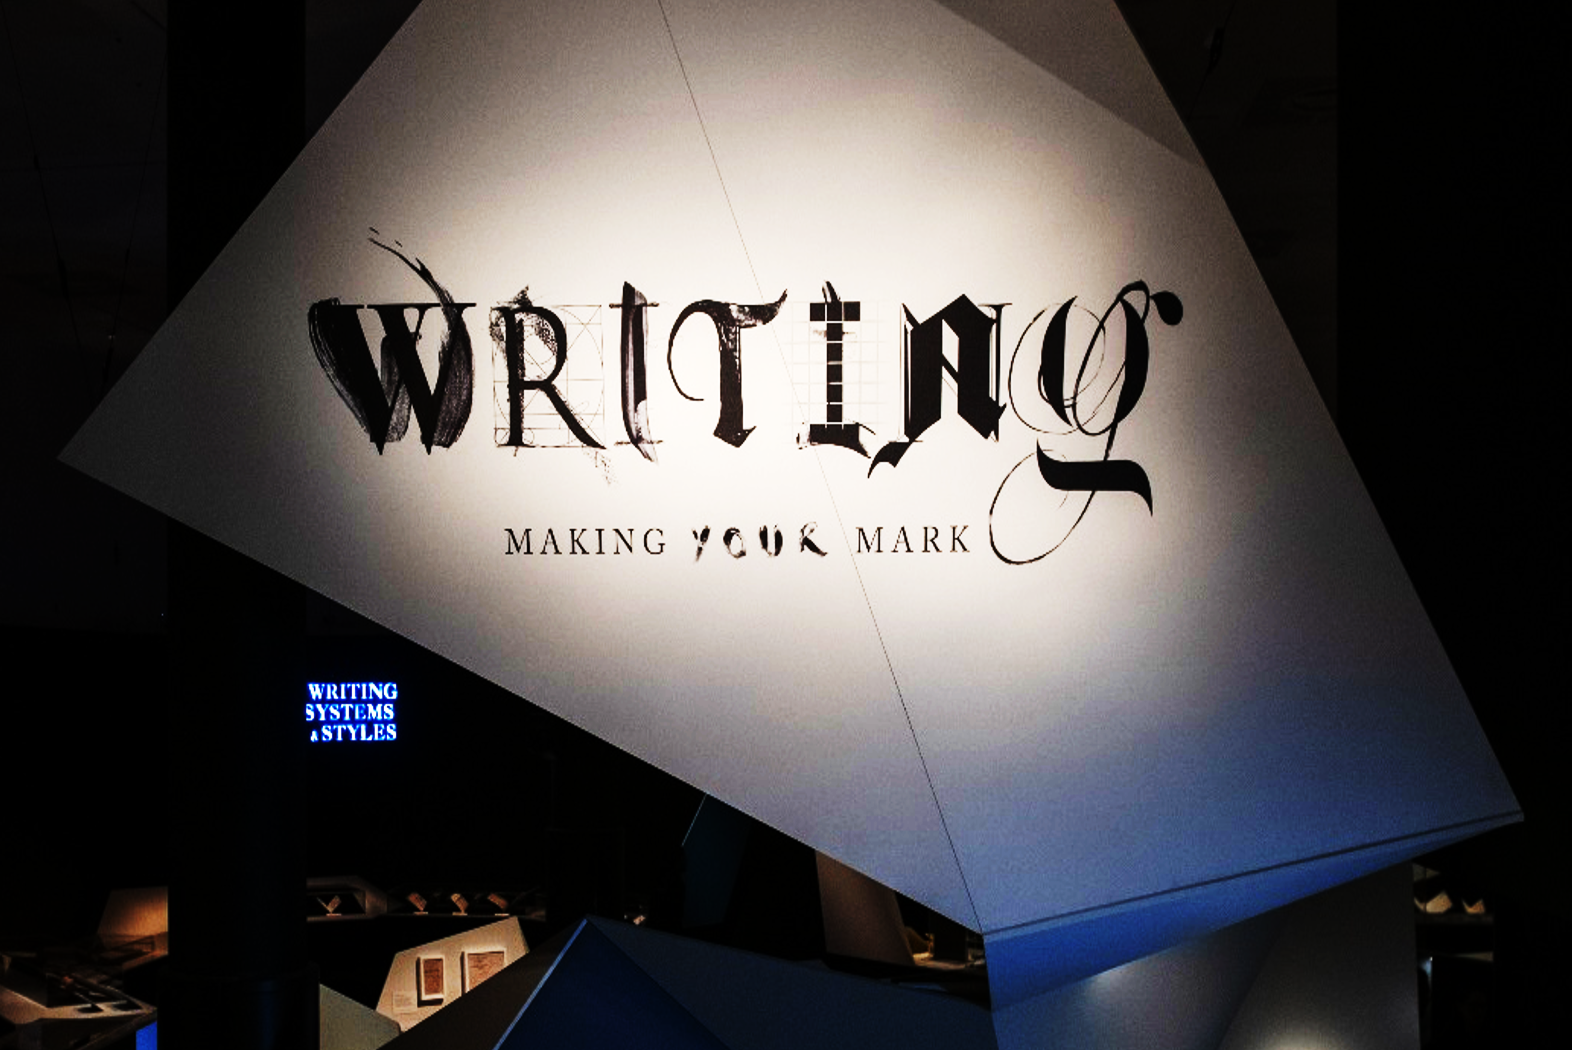 WRITING
MAKING YOUR MARK
WRITING
SYSTEMS
& STYLES